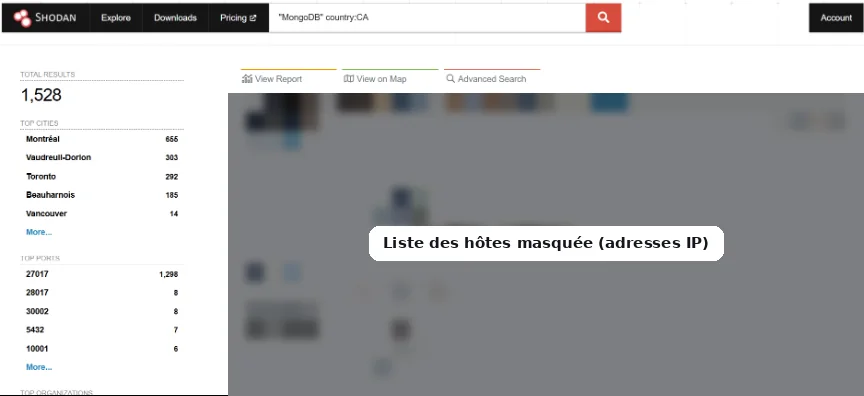 SHODAN Explore Downloads Pricing "MongoDB" country:CA Account
TOTAL RESULTS
1,528
TOP CITIES
Montréal 655
Vaudreuil-Dorion 303
Toronto 292
Beauharnois 185
Vancouver 14
More...
TOP PORTS
27017 1,298
28017 8
30002 8
5432 7
10001 6
More...
TOP ORGANIZATIONS
View Report View on Map Advanced Search
Liste des hôtes masquée (adresses IP)